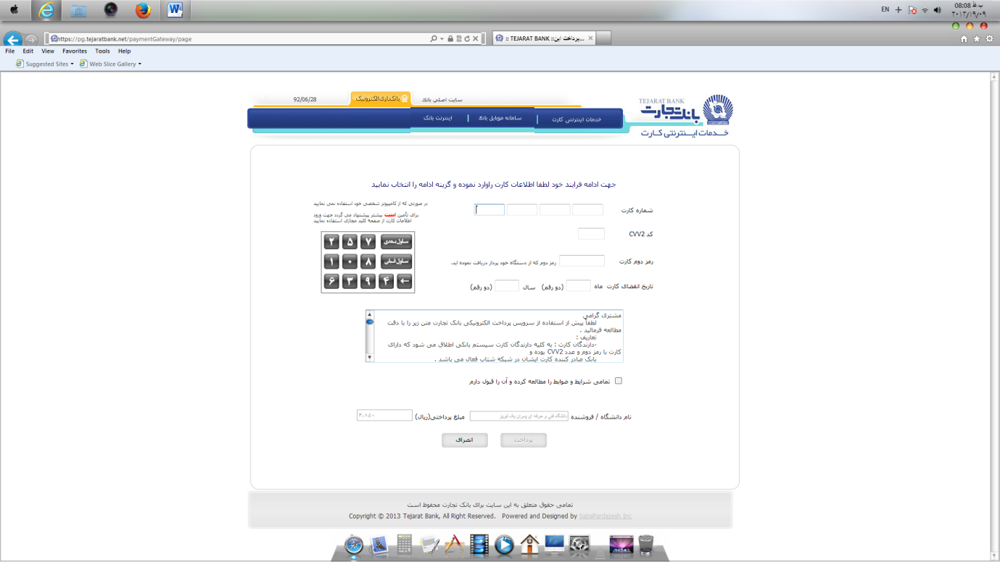 EN
08:08 ب.ظ
۲۰۱۳/۱۹/۰۹
https://pg.tejaratbank.net/paymentGateway/page
:: TEJARAT BANK ::پرداخت این...
File Edit View Favorites Tools Help
Suggested Sites Web Slice Gallery
سایت اصلی بانك
بانکداری الکترونیک
92/06/28
TEJARAT BANK
بانک تجارت
خدمات اینترنتی کارت
خدمات اینترنتی کارت
سامانه موبایل بانک
اینترنت بانک
جهت ادامه فرایند خود لطفا اطلاعات کارت راوارد نموده و گزینه ادامه را انتخاب نمایید
شماره کارت
کد CVV2
رمز دوم کارت
رمز دوم که از دستگاه خود پرداز دریافت نموده اید.
تاریخ انقضای کارت ماه (دو رقم) سال (دو رقم)
در صورتی که از کامپیوتر شخصی خود استفاده نمی نمایید
برای تأمین امنیت بیشتر پیشنهاد می گردد جهت ورود
اطلاعات کارت از صفحه کلید مجازی استفاده نمایید
۲ ۵ ۷ سلول بعدی
۱ ۰ ۸ سلول قبلی
۶ ۳ ۹ ۴ ←
مشتری گرامی
لطفاً پیش از استفاده از سرویس پرداخت الکترونیکی بانک تجارت متن زیر را با دقت
مطالعه فرمائید .
تعاریف :
-دارندگان کارت : به کلیه دارندگان کارت سیستم بانکی اطلاق می شود که دارای
کارت با رمز دوم و عدد CVV2 بوده و
بانک صادر کننده کارت ایشان در شبکه شتاب فعال می باشد .
تمامی شرایط و ضوابط را مطالعه کرده و آن را قبول دارم
نام دانشگاه / فروشنده
دانشگاه فنی و حرفه ای پسران یک تبریز
مبلغ پرداختی(ریال)
۴،۸۵۰
پرداخت
انصراف
تمامی حقوق متعلق به این سایت برای بانک تجارت محفوظ است
Copyright © 2013 Tejarat Bank, All Right Reserved. Powered and Designed by SabaPardazesh Inc